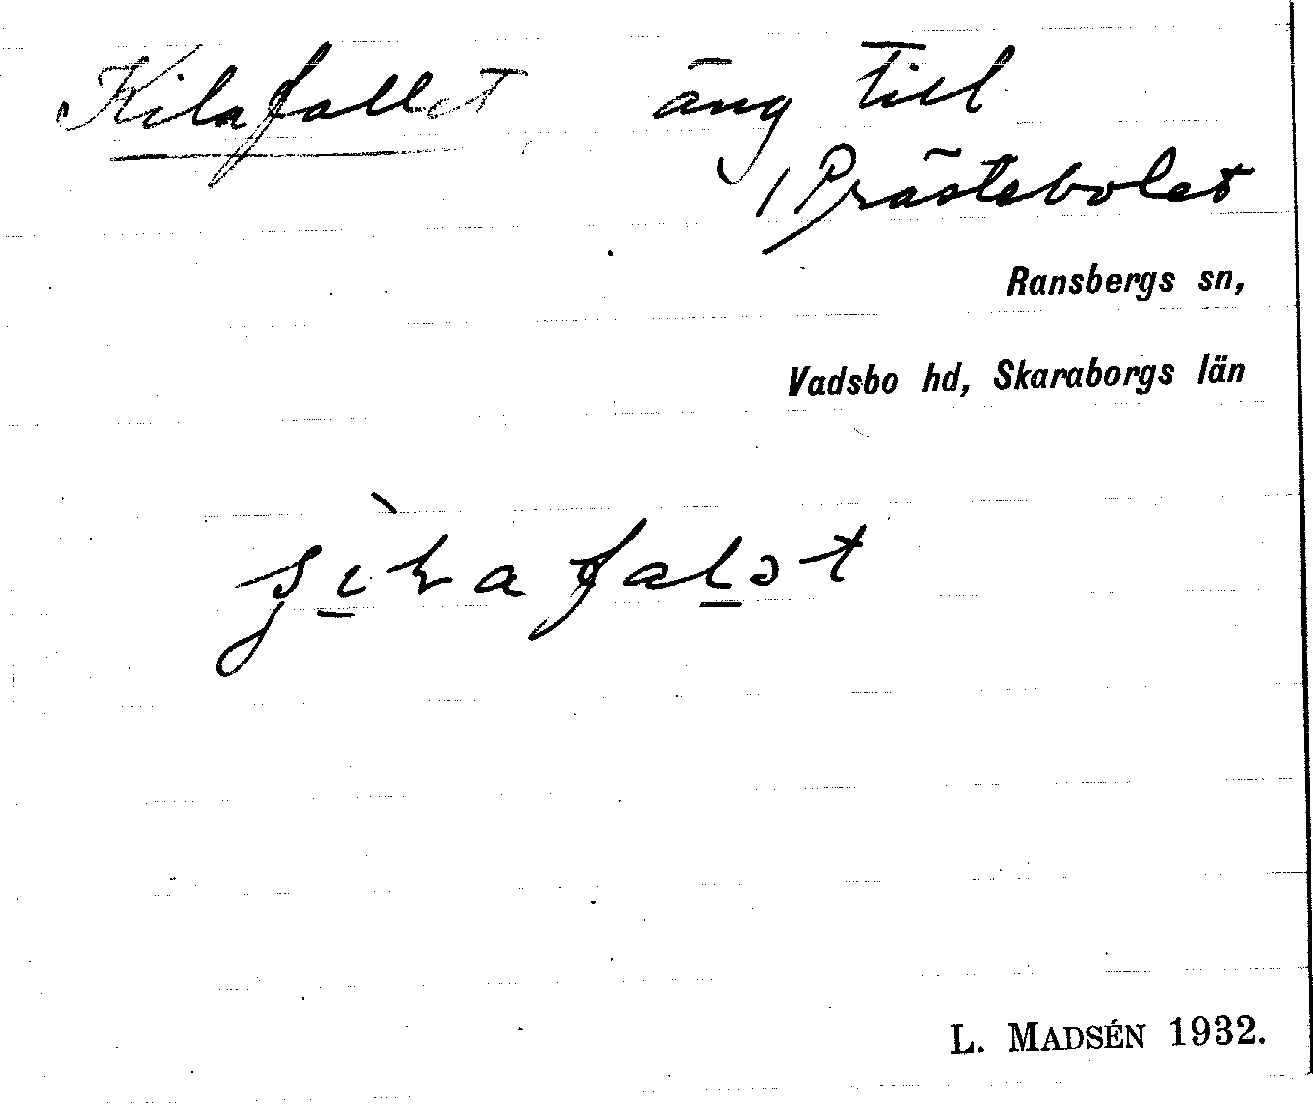 Kilafallet äng till
1 Prästebolet
Ransbergs sn,
Vadsbo hd, Skaraborgs län
L. MADSÉN 1932.